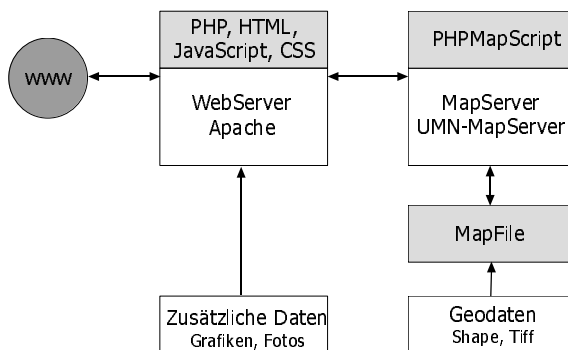 www
PHP, HTML,
JavaScript, CSS
WebServer
Apache
PHPMapScript
MapServer
UMN-MapServer
MapFile
Zusätzliche Daten
Grafiken, Fotos
Geodaten
Shape, Tiff